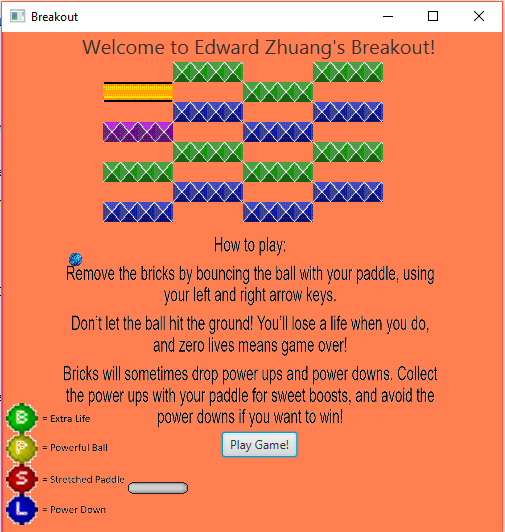 Breakout
Welcome to Edward Zhuang's Breakout!
How to play:
Remove the bricks by bouncing the ball with your paddle, using
your left and right arrow keys.
Don't let the ball hit the ground! You'll lose a life when you do,
and zero lives means game over!
Bricks will sometimes drop power ups and power downs. Collect
the power ups with your paddle for sweet boosts, and avoid the
power downs if you want to win!
Play Game!
B = Extra Life
P = Powerful Ball
S = Stretched Paddle
L = Power Down